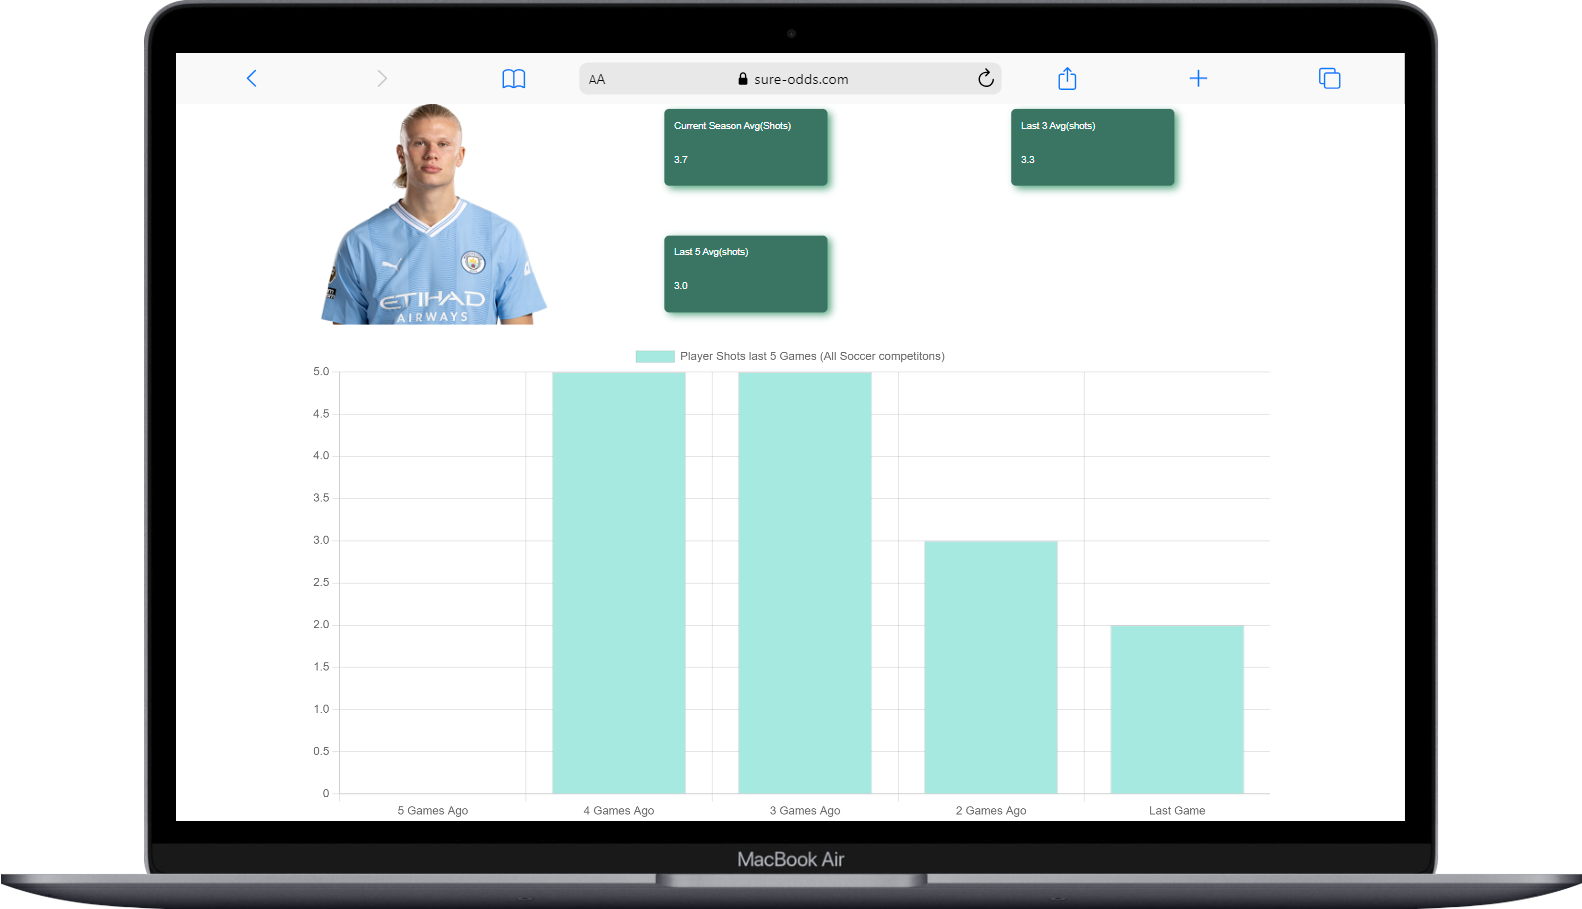 AA
sure-odds.com
Current Season Avg(Shots)
3.7
Last 3 Avg(shots)
3.3
Last 5 Avg(shots)
3.0
ETIHAD
AIRWAYS
Player Shots last 5 Games (All Soccer competitons)
5.0
4.5
4.0
3.5
3.0
2.5
2.0
1.5
1.0
0.5
0
5 Games Ago
4 Games Ago
3 Games Ago
2 Games Ago
Last Game
MacBook Air